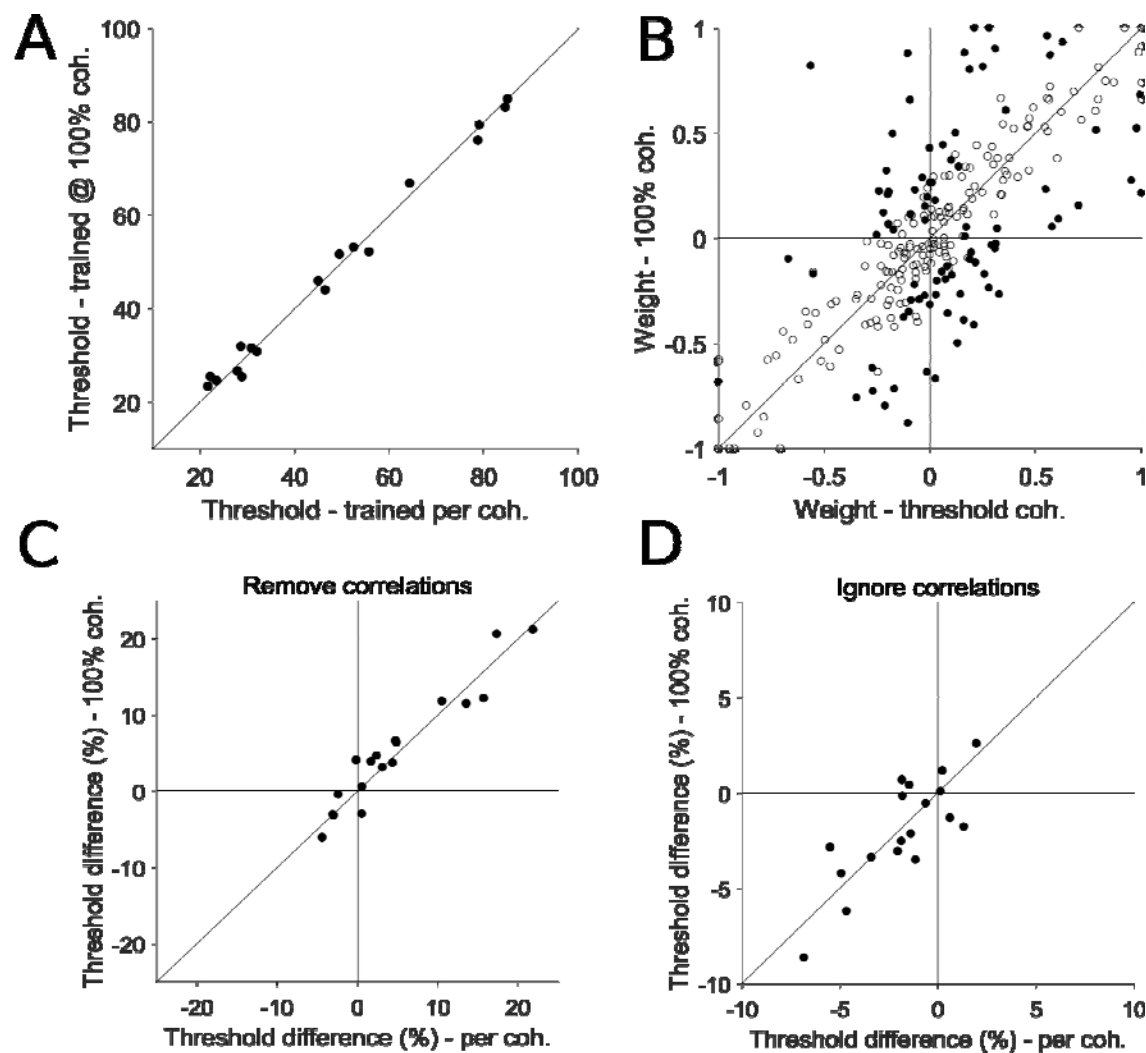 A
Threshold - trained @ 100% coh.
100
80
60
40
20
20 40 60 80 100
Threshold - trained per coh.
B
Weight - 100% coh.
1
0.5
0
-0.5
-1
-1 -0.5 0 0.5 1
Weight - threshold coh.
C
Remove correlations
Threshold difference (%) - 100% coh.
20
10
0
-10
-20
-20 -10 0 10 20
Threshold difference (%) - per coh.
D
Ignore correlations
Threshold difference (%) - 100% coh.
10
5
0
-5
-10
-10 -5 0 5 10
Threshold difference (%) - per coh.